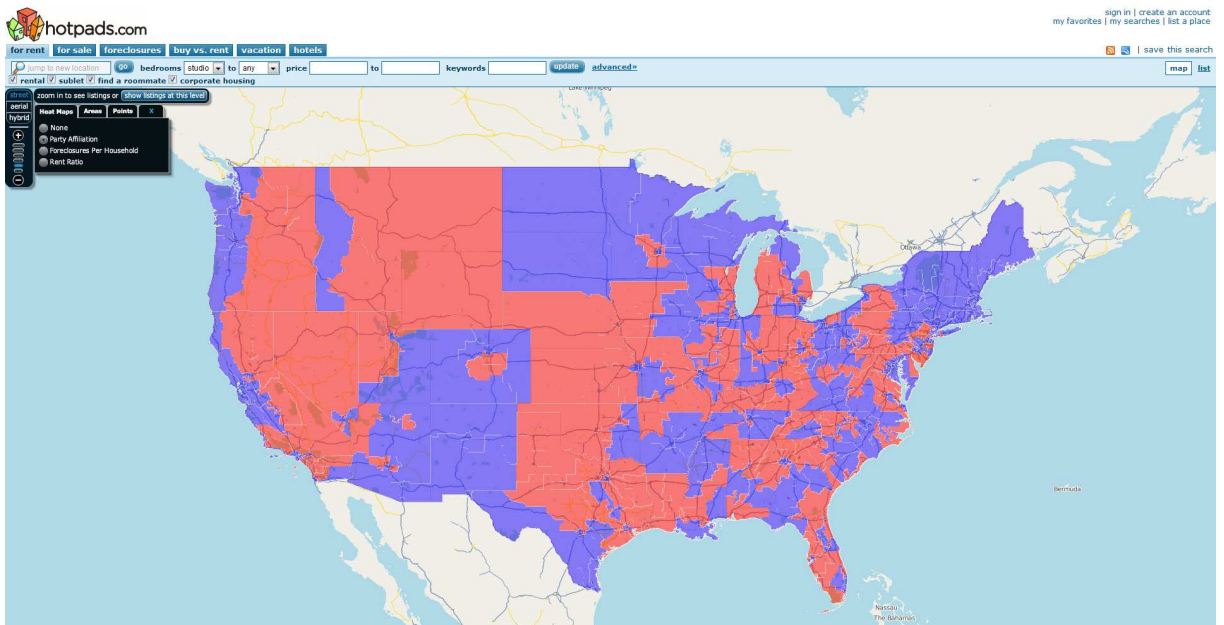 sign in | create an account
my favorites | my searches | list a place
hotpads.com
for rent for sale foreclosures buy vs. rent vacation hotels
| save this search
jump to new location go bedrooms studio to any price to keywords update advanced»
map list
rental sublet find a roommate corporate housing
street zoom in to see listings or show listings at this level
aerial
hybrid
Heat Maps Areas Points X
None
Party Affiliation
Foreclosures Per Household
Rent Ratio
Lake Winnipeg
Ottawa
Bermuda
Nassau
The Bahamas